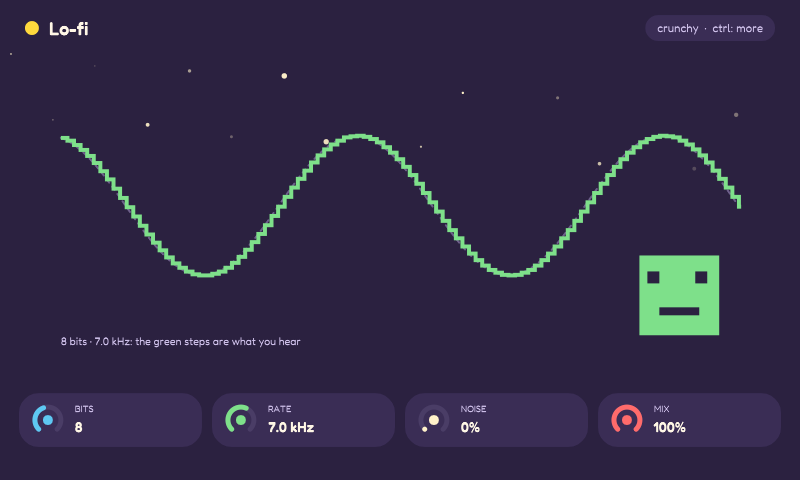 Lo-fi
crunchy · ctrl: more
8 bits · 7.0 kHz: the green steps are what you hear
BITS
8
RATE
7.0 kHz
NOISE
0%
MIX
100%